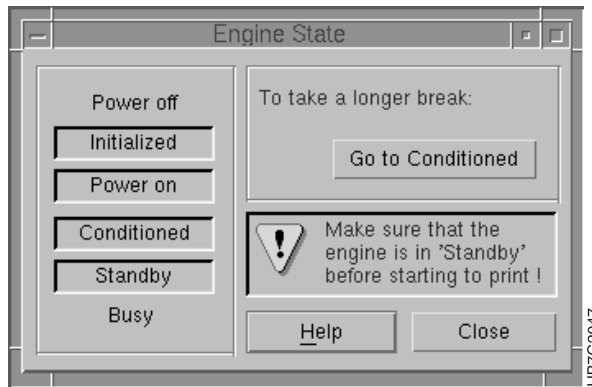 Engine State
Power off
Initialized
Power on
Conditioned
Standby
Busy
To take a longer break:
Go to Conditioned
Make sure that the
engine is in 'Standby'
before starting to print !
Help
Close